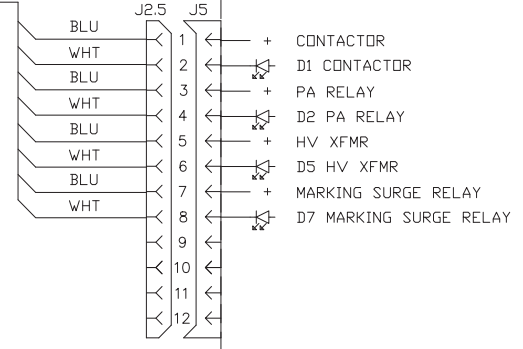 J2.5 J5
BLU 1 + CONTACTOR
WHT 2 D1 CONTACTOR
BLU 3 + PA RELAY
WHT 4 D2 PA RELAY
BLU 5 + HV XFMR
WHT 6 D5 HV XFMR
BLU 7 + MARKING SURGE RELAY
WHT 8 D7 MARKING SURGE RELAY
9
10
11
12